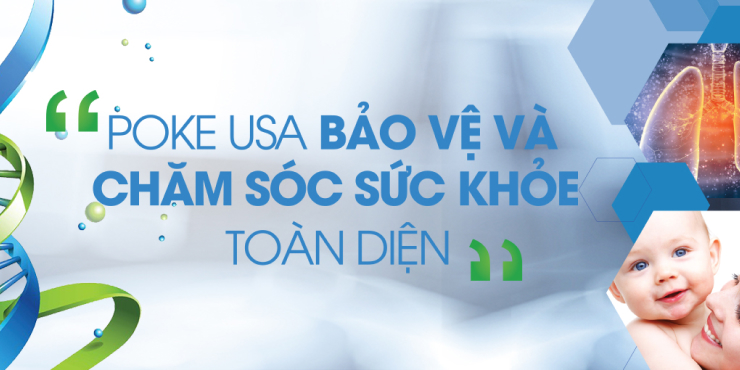 “POKE USA BẢO VỆ VÀ
CHĂM SÓC SỨC KHỎE
TOÀN DIỆN”